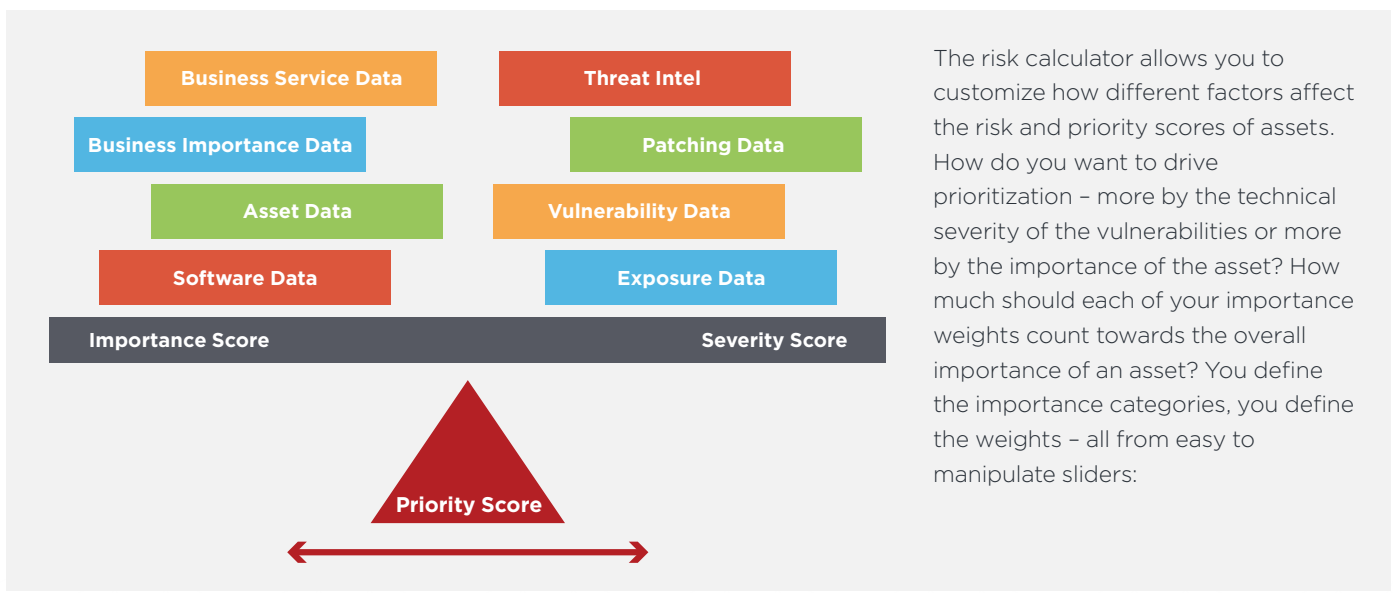 Business Service Data
Threat Intel
Business Importance Data
Patching Data
Asset Data
Vulnerability Data
Software Data
Exposure Data
Importance Score
Severity Score
Priority Score
The risk calculator allows you to
customize how different factors affect
the risk and priority scores of assets.
How do you want to drive
prioritization – more by the technical
severity of the vulnerabilities or more
by the importance of the asset? How
much should each of your importance
weights count towards the overall
importance of an asset? You define
the importance categories, you define
the weights – all from easy to
manipulate sliders: